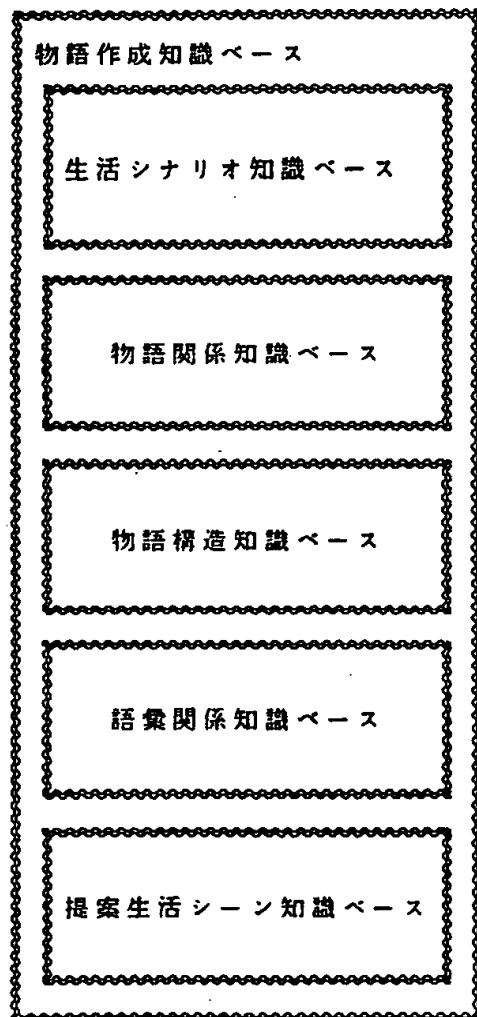 物語作成知識ベース
生活シナリオ知識ベース
物語関係知識ベース
物語構造知識ベース
語彙関係知識ベース
提案生活シーン知識ベース